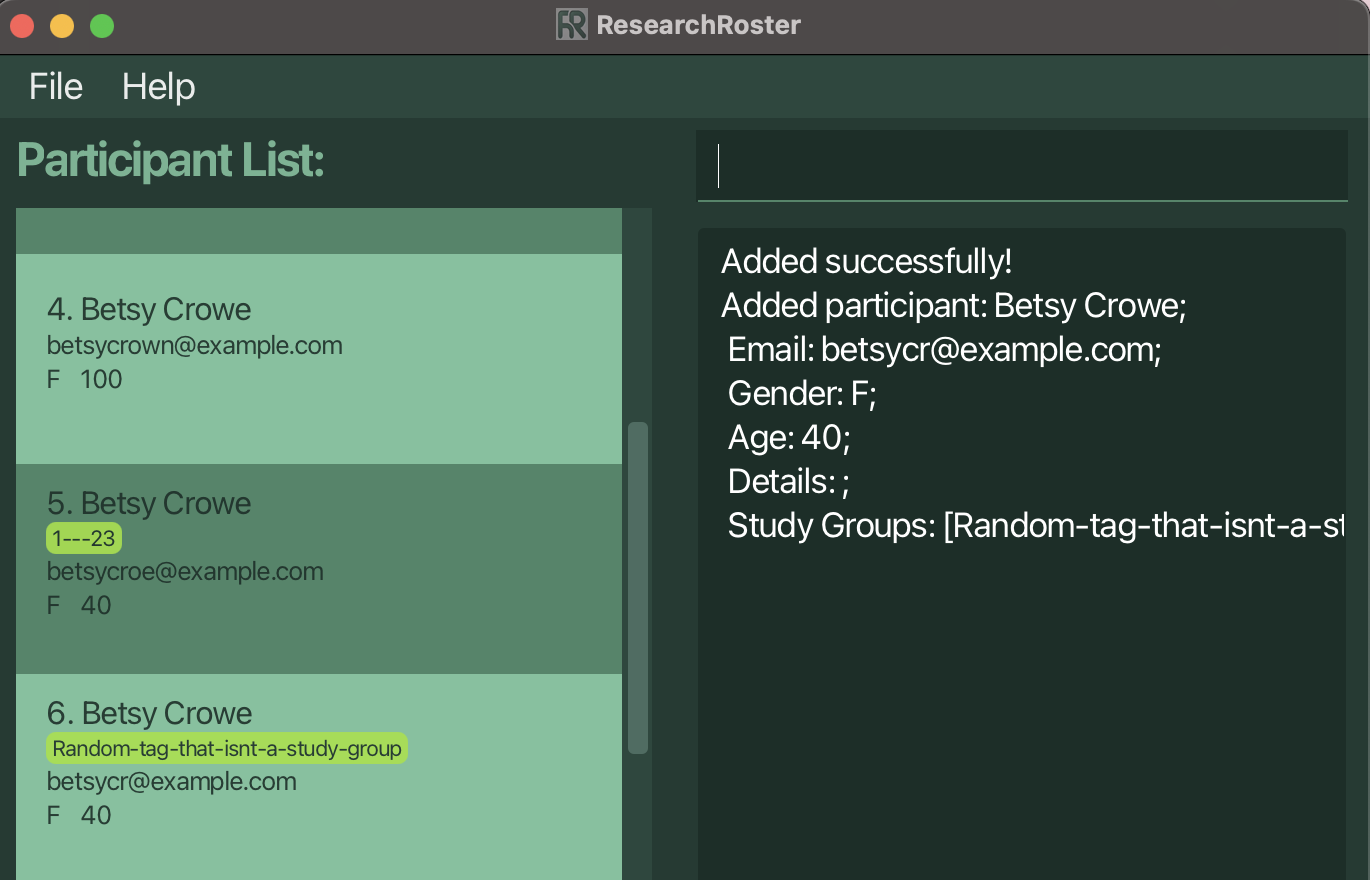 ResearchRoster
File Help
Participant List:
4. Betsy Crowe
betsycrown@example.com
F 100
5. Betsy Crowe
1---23
betsycroe@example.com
F 40
6. Betsy Crowe
Random-tag-that-isnt-a-study-group
betsycr@example.com
F 40
Added successfully!
Added participant: Betsy Crowe;
Email: betsycr@example.com;
Gender: F;
Age: 40;
Details: ;
Study Groups: [Random-tag-that-isnt-a-st